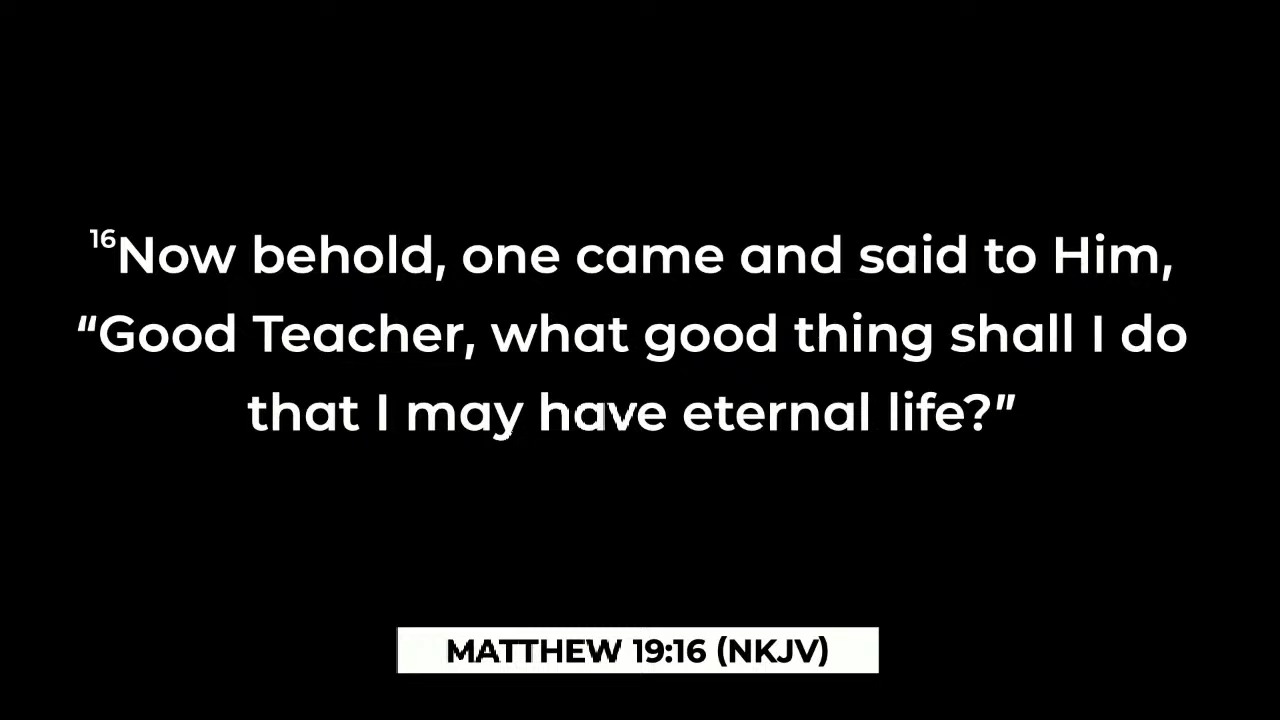 16Now behold, one came and said to Him,
“Good Teacher, what good thing shall I do
that I may have eternal life?”
MATTHEW 19:16 (NKJV)